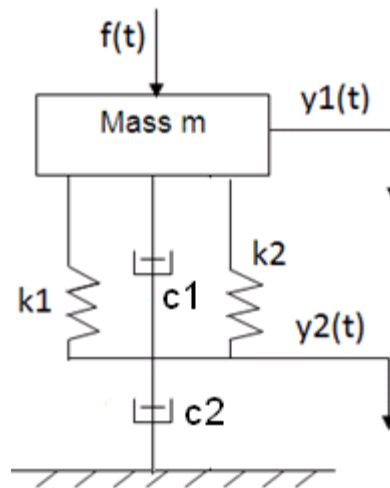 f(t)
y1(t)
Mass m
k2
k1
c1
y2(t)
c2